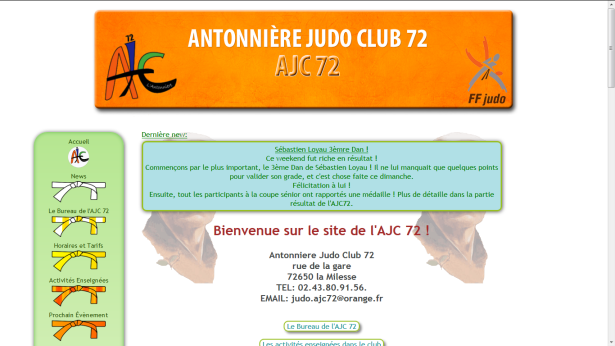 ANTONNIÈRE JUDO CLUB 72
AJC 72
72
AJC
L'Antonnière
FF judo
Accueil
News
Le Bureau de l'AJC 72
Horaires et Tarifs
Activités Enseignées
Prochain Évènement
Dernière news:
Sébastien Loyau 3èmre Dan !
Ce weekend fut riche en résultat !
Commençons par le plus important, le 3ème Dan de Sébastien Loyau ! Il ne lui manquait que quelques points
pour valider son grade, et c'est chose faite ce dimanche.
Félicitation à lui !
Ensuite, tout les participants à la coupe sénior ont rapportés une médaille ! Plus de détaille dans la partie
résultat de l'AJC72.
Bienvenue sur le site de l'AJC 72 !
Antonniere Judo Club 72
rue de la gare
72650 la Milesse
TEL: 02.43.80.91.56.
EMAIL: judo.ajc72@orange.fr
Le Bureau de l'AJC 72
Les activités enseignées dans le club